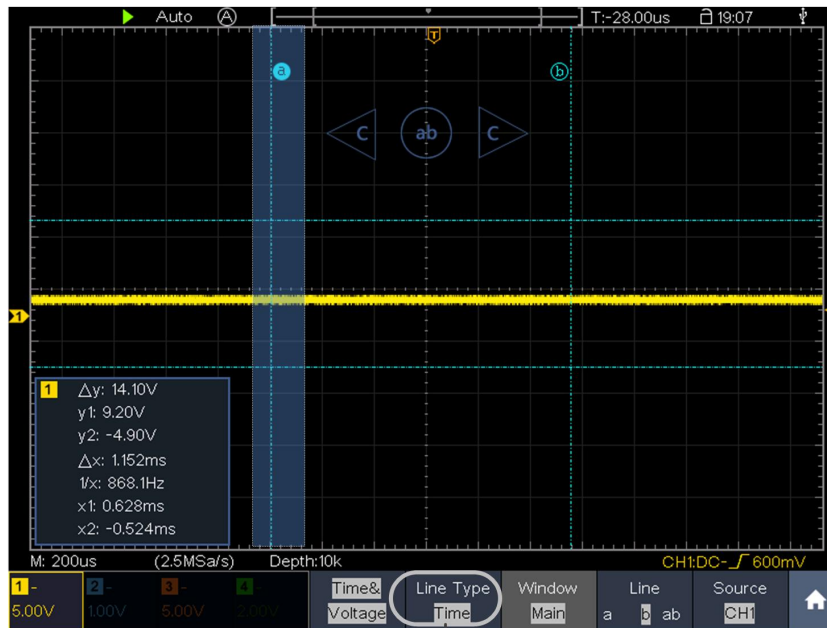 Auto A T:-28.00us 19:07
T
a b
C ab C
1
1 △y: 14.10V
y1: 9.20V
y2: -4.90V
△x: 1.152ms
1/x: 868.1Hz
x1: 0.628ms
x2: -0.524ms
M: 200us (2.5MSa/s) Depth:10k CH1:DC- 600mV
1 - 2 - 3 - 4 - Time& Line Type Window Line Source
5.00V 1.00V 5.00V 2.00V Voltage Time Main a b ab CH1